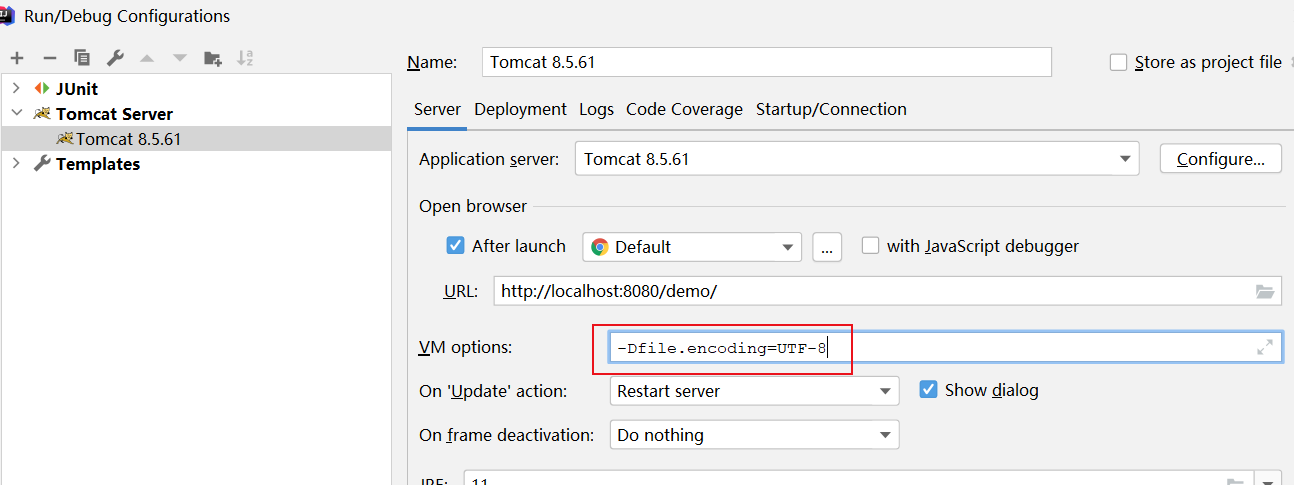 Run/Debug Configurations
Name: Tomcat 8.5.61
Store as project file
JUnit
Tomcat Server
Tomcat 8.5.61
Templates
Server Deployment Logs Code Coverage Startup/Connection
Application server: Tomcat 8.5.61 Configure...
Open browser
After launch Default ... with JavaScript debugger
URL: http://localhost:8080/demo/
VM options: -Dfile.encoding=UTF-8
On 'Update' action: Restart server Show dialog
On frame deactivation: Do nothing
JRE: 11